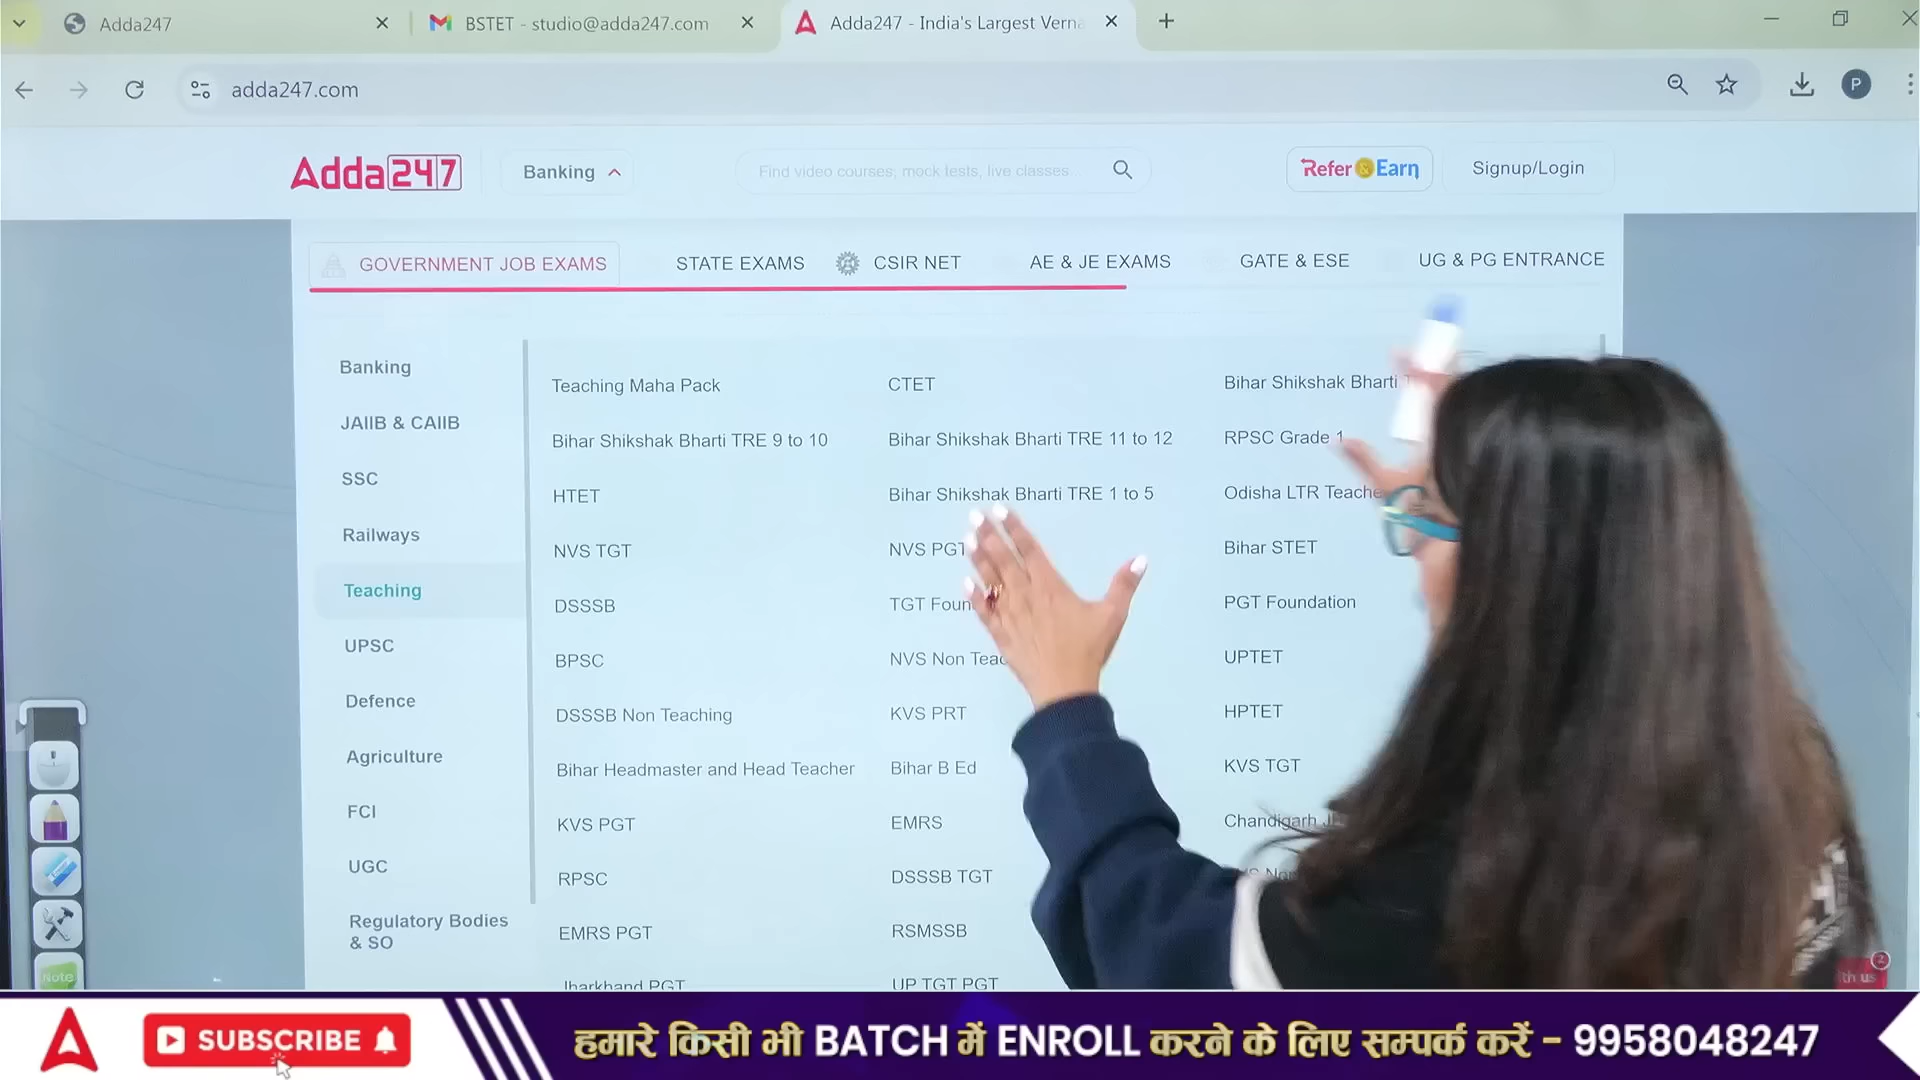 Adda247
BSTET - studio@adda247.com
Adda247 - India's Largest Verna
adda247.com
P
Adda247
Banking
Find video courses, mock tests, live classes...
Refer & Earn
Signup/Login
GOVERNMENT JOB EXAMS
STATE EXAMS
CSIR NET
AE & JE EXAMS
GATE & ESE
UG & PG ENTRANCE
Banking
JAIIB & CAIIB
SSC
Railways
Teaching
UPSC
Defence
Agriculture
FCI
UGC
Regulatory Bodies
& SO
Teaching Maha Pack
CTET
Bihar Shikshak Bharti
Bihar Shikshak Bharti TRE 9 to 10
Bihar Shikshak Bharti TRE 11 to 12
RPSC Grade 1
HTET
Bihar Shikshak Bharti TRE 1 to 5
Odisha LTR Teache
NVS TGT
NVS PGT
Bihar STET
DSSSB
TGT Foun
PGT Foundation
BPSC
NVS Non Teac
UPTET
DSSSB Non Teaching
KVS PRT
HPTET
Bihar Headmaster and Head Teacher
Bihar B Ed
KVS TGT
KVS PGT
EMRS
Chandigarh
RPSC
DSSSB TGT
EMRS PGT
RSMSSB
Jharkhand PGT
UP TGT PGT
Note
2
th us
SUBSCRIBE
हमारे किसी भी BATCH में ENROLL करने के लिए सम्पर्क करें - 9958048247